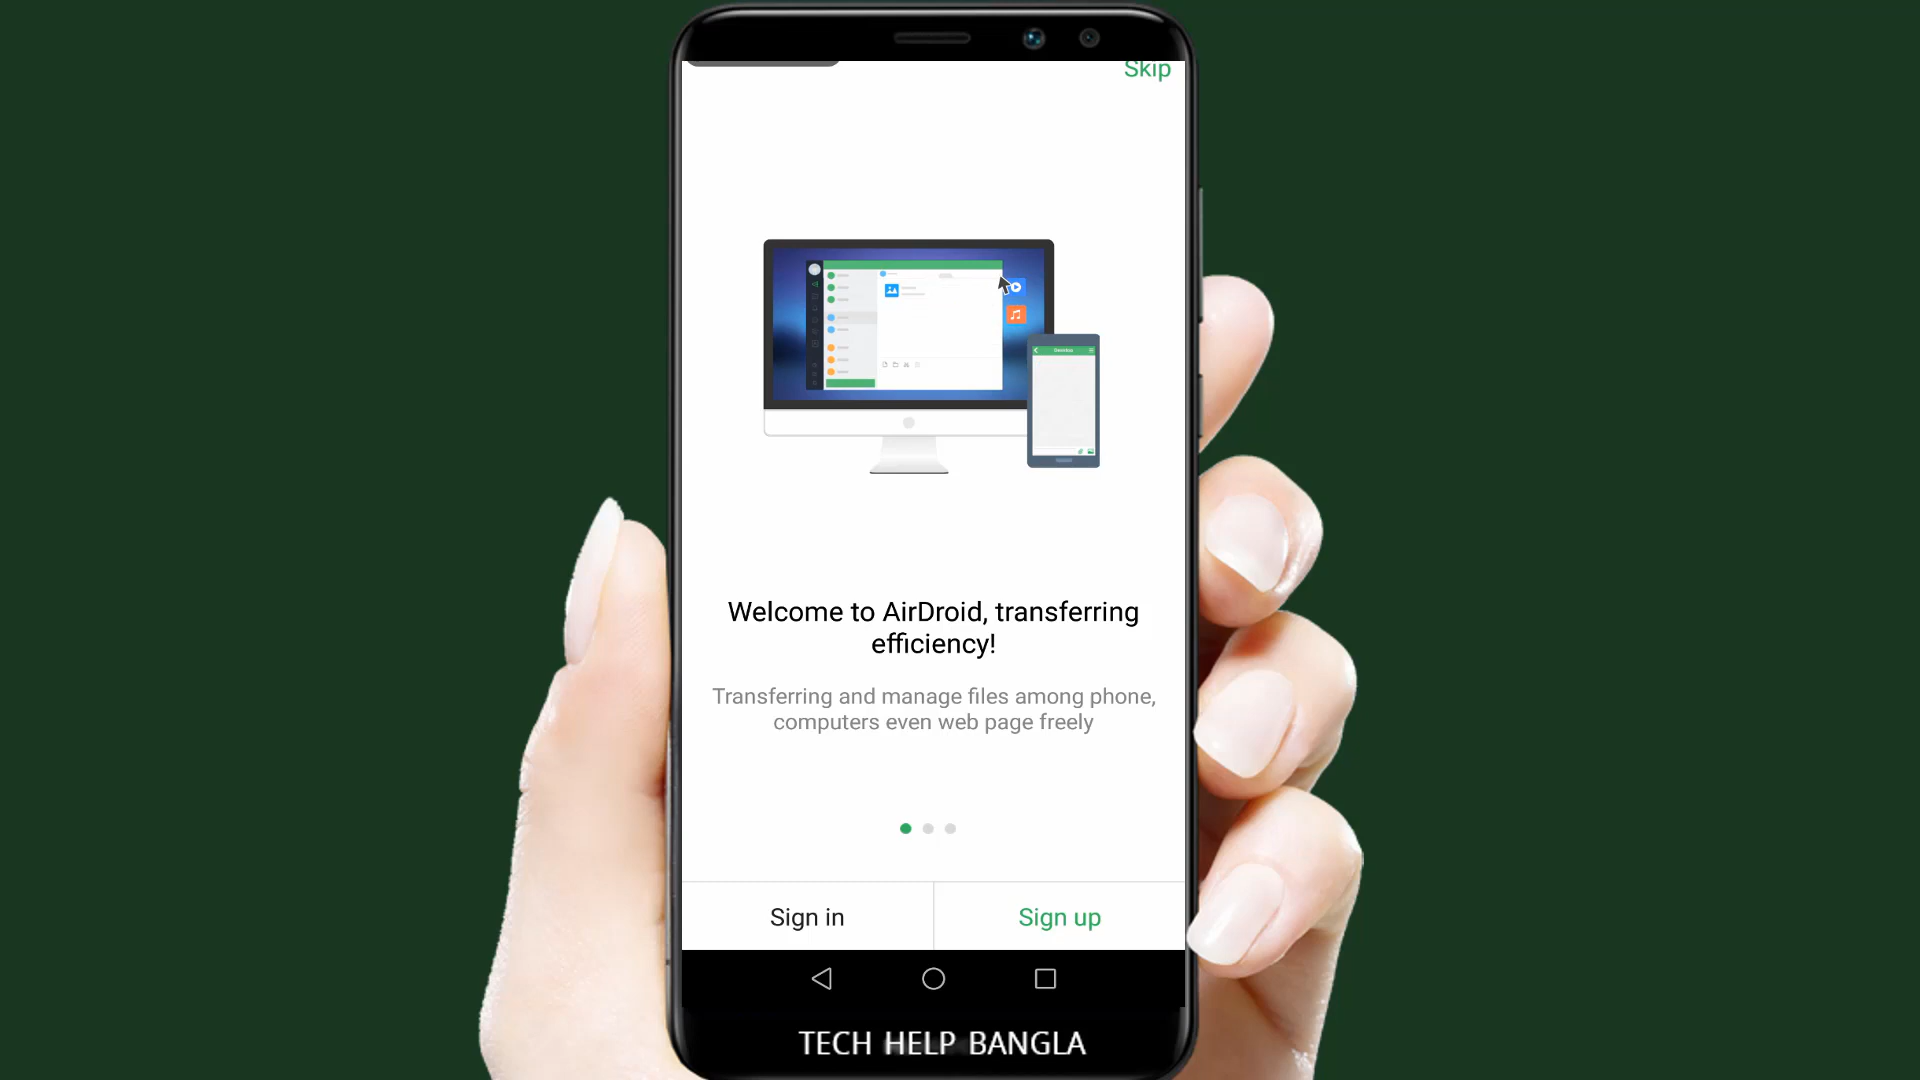 Skip
Welcome to AirDroid, transferring
efficiency!
Transferring and manage files among phone,
computers even web page freely
Sign in
Sign up
TECH HELP BANGLA